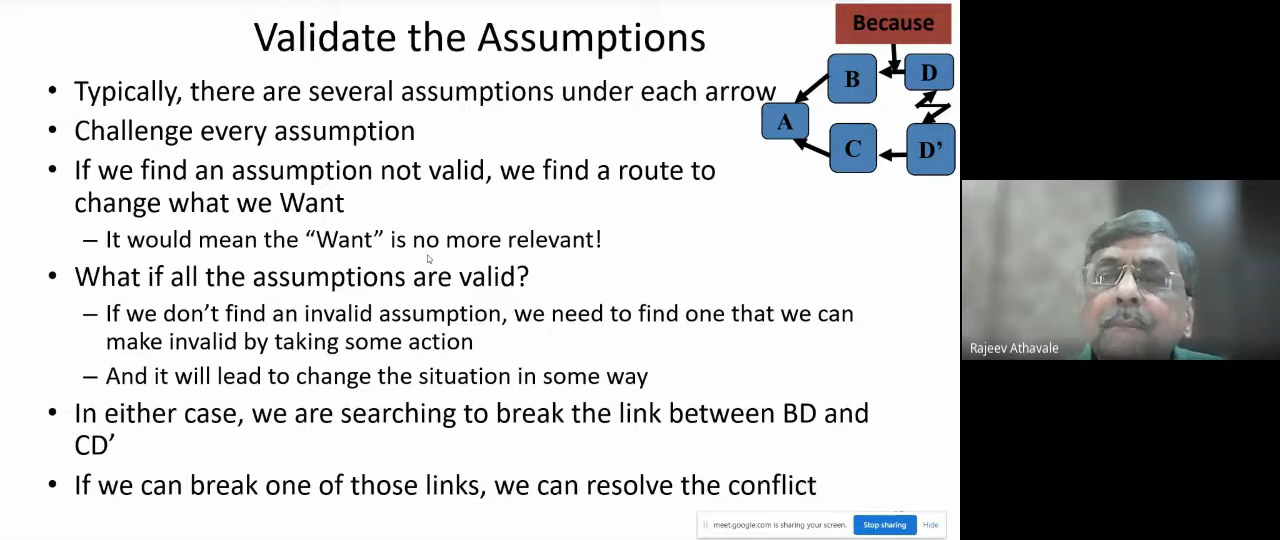 Validate the Assumptions
Because
B
D
A
C
D’
• Typically, there are several assumptions under each arrow
• Challenge every assumption
• If we find an assumption not valid, we find a route to
change what we Want
– It would mean the “Want” is no more relevant!
• What if all the assumptions are valid?
– If we don’t find an invalid assumption, we need to find one that we can
make invalid by taking some action
– And it will lead to change the situation in some way
• In either case, we are searching to break the link between BD and
CD’
• If we can break one of those links, we can resolve the conflict
meet.google.com is sharing your screen.
Stop sharing
Hide
Rajeev Athavale